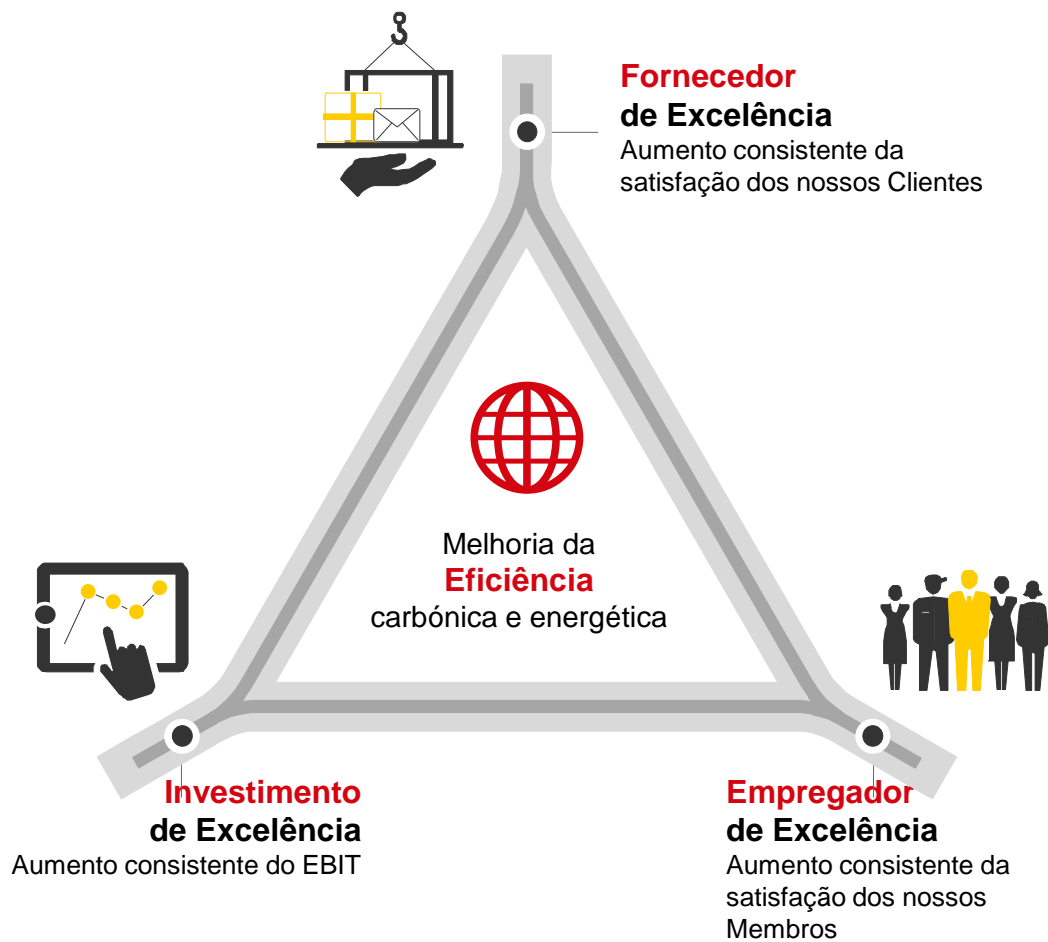 Fornecedor
de Excelência
Aumento consistente da
satisfação dos nossos Clientes
Melhoria da
Eficiência
carbónica e energética
Investimento
de Excelência
Aumento consistente do EBIT
Empregador
de Excelência
Aumento consistente da
satisfação dos nossos
Membros